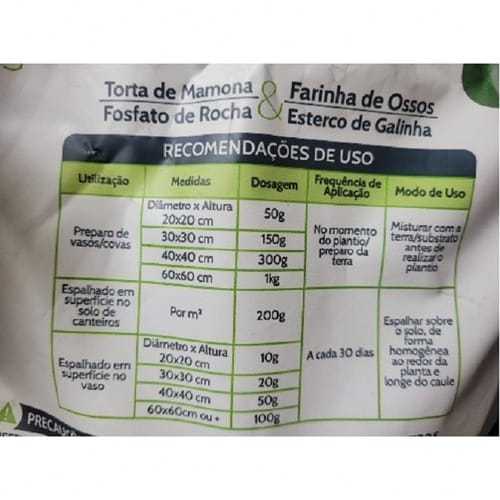 Torta de Mamona & Farinha de Ossos
Fosfato de Rocha Esterco de Galinha
RECOMENDAÇÕES DE USO
Utilização Medidas Dosagem Frequência de Aplicação Modo de Uso
Preparo de vasos/covas
Diâmetro x Altura
20x20 cm 50g
30x30 cm 150g
40x40 cm 300g
60x60 cm 1kg
No momento
do plantio/
preparo da
terra
Misturar com a
terra/substrato
antes de
realizar o
plantio
Espalhado em
superfície no
solo de
canteiros
Por m³ 200g
Espalhado em
superfície no
vaso
Diâmetro x Altura
20x20 cm 10g
30x30 cm 20g
40x40 cm 50g
60x60cm ou + 100g
A cada 30 dias
Espalhar sobre
o solo, de
forma
homogênea
ao redor da
planta e
longe do caule